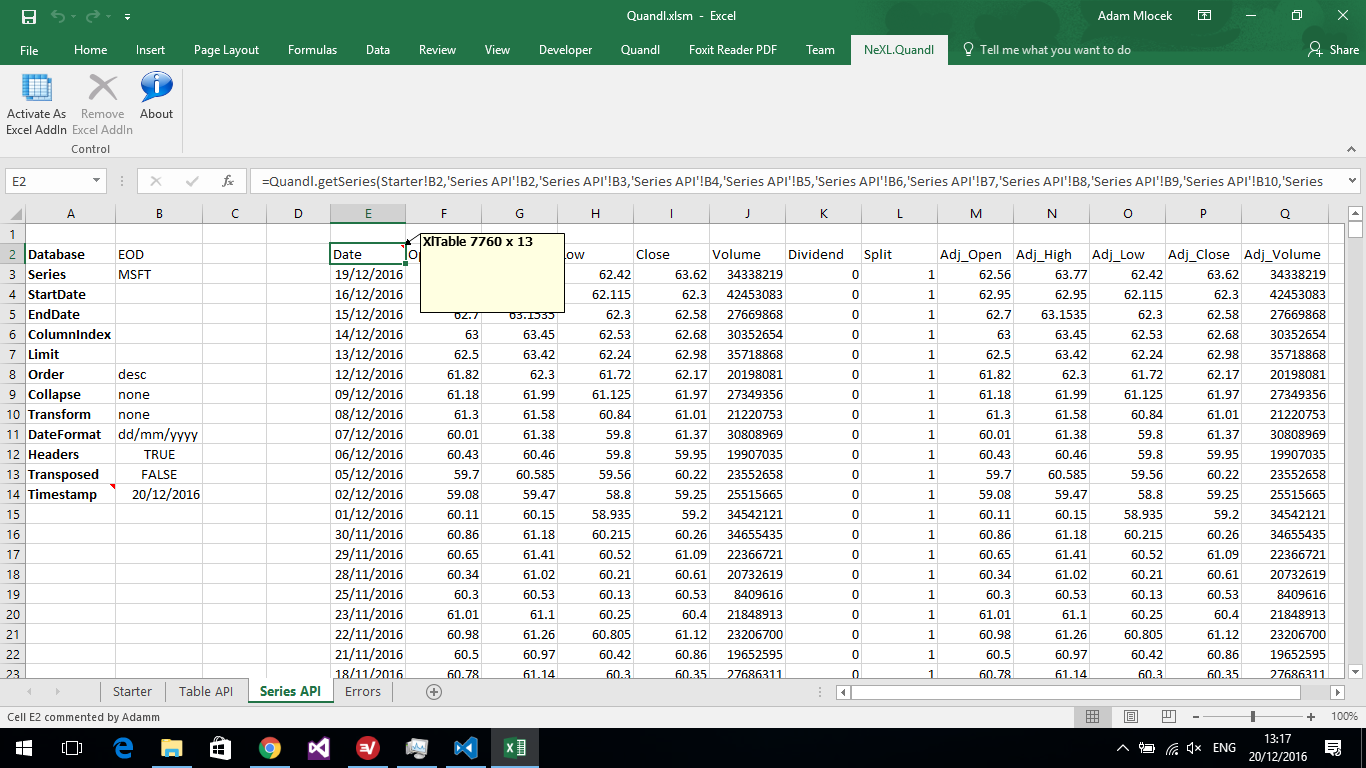 Quandl.xlsm - Excel
Adam Mlocek
File Home Insert Page Layout Formulas Data Review View Developer Quandl Foxit Reader PDF Team NeXL.Quandl Tell me what you want to do Share
Activate As Excel AddIn
Remove Excel AddIn
About
Control
E2 fx =Quandl.getSeries(Starter!B2,'Series API'!B2,'Series API'!B3,'Series API'!B4,'Series API'!B5,'Series API'!B6,'Series API'!B7,'Series API'!B8,'Series API'!B9,'Series API'!B10,'Series
A B C D E F G H I J K L M N O P Q
1
XlTable 7760 x 13
2 Database EOD Date Low Close Volume Dividend Split Adj_Open Adj_High Adj_Low Adj_Close Adj_Volume
3 Series MSFT 19/12/2016 62.42 63.62 34338219 0 1 62.56 63.77 62.42 63.62 34338219
4 StartDate 16/12/2016 62.115 62.3 42453083 0 1 62.95 62.95 62.115 62.3 42453083
5 EndDate 15/12/2016 62.7 63.1535 62.3 62.58 27669868 0 1 62.7 63.1535 62.3 62.58 27669868
6 ColumnIndex 14/12/2016 63 63.45 62.53 62.68 30352654 0 1 63 63.45 62.53 62.68 30352654
7 Limit 13/12/2016 62.5 63.42 62.24 62.98 35718868 0 1 62.5 63.42 62.24 62.98 35718868
8 Order desc 12/12/2016 61.82 62.3 61.72 62.17 20198081 0 1 61.82 62.3 61.72 62.17 20198081
9 Collapse none 09/12/2016 61.18 61.99 61.125 61.97 27349356 0 1 61.18 61.99 61.125 61.97 27349356
10 Transform none 08/12/2016 61.3 61.58 60.84 61.01 21220753 0 1 61.3 61.58 60.84 61.01 21220753
11 DateFormat dd/mm/yyyy 07/12/2016 60.01 61.38 59.8 61.37 30808969 0 1 60.01 61.38 59.8 61.37 30808969
12 Headers TRUE 06/12/2016 60.43 60.46 59.8 59.95 19907035 0 1 60.43 60.46 59.8 59.95 19907035
13 Transposed FALSE 05/12/2016 59.7 60.585 59.56 60.22 23552658 0 1 59.7 60.585 59.56 60.22 23552658
14 Timestamp 20/12/2016 02/12/2016 59.08 59.47 58.8 59.25 25515665 0 1 59.08 59.47 58.8 59.25 25515665
15 01/12/2016 60.11 60.15 58.935 59.2 34542121 0 1 60.11 60.15 58.935 59.2 34542121
16 30/11/2016 60.86 61.18 60.215 60.26 34655435 0 1 60.86 61.18 60.215 60.26 34655435
17 29/11/2016 60.65 61.41 60.52 61.09 22366721 0 1 60.65 61.41 60.52 61.09 22366721
18 28/11/2016 60.34 61.02 60.21 60.61 20732619 0 1 60.34 61.02 60.21 60.61 20732619
19 25/11/2016 60.3 60.53 60.13 60.53 8409616 0 1 60.3 60.53 60.13 60.53 8409616
20 23/11/2016 61.01 61.1 60.25 60.4 21848913 0 1 61.01 61.1 60.25 60.4 21848913
21 22/11/2016 60.98 61.26 60.805 61.12 23206700 0 1 60.98 61.26 60.805 61.12 23206700
22 21/11/2016 60.5 60.97 60.42 60.86 19652595 0 1 60.5 60.97 60.42 60.86 19652595
23 18/11/2016 60.78 61.14 60.3 60.35 27686311 0 1 60.78 61.14 60.3 60.35 27686311
Starter Table API Series API Errors
Cell E2 commented by Adamm
100%
ENG
13:17
20/12/2016